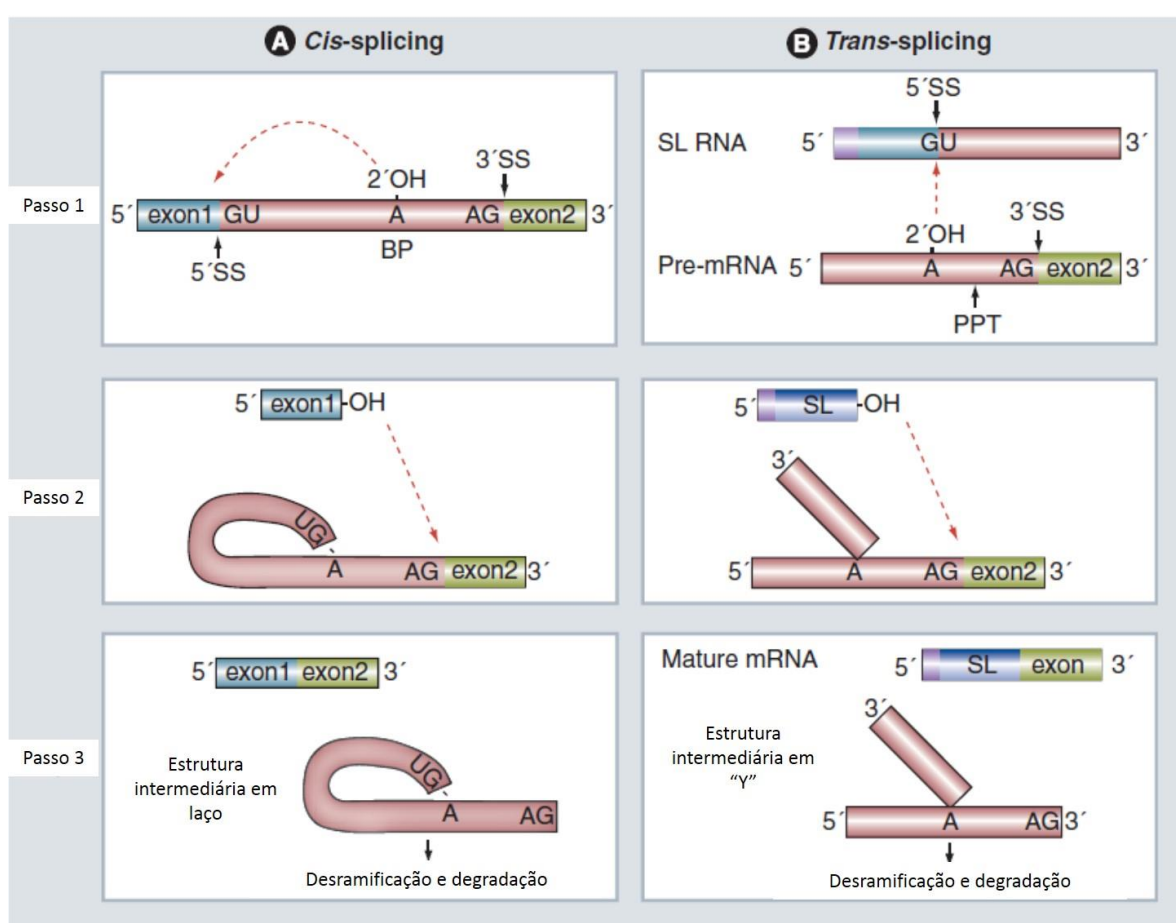 A Cis-splicing
B Trans-splicing
Passo 1
5´ exon1 GU 2´OH A BP AG 3´SS exon2 3´
5´SS
5´SS
SL RNA 5´ GU 3´
2´OH 3´SS
Pre-mRNA 5´ A AG exon2 3´
PPT
Passo 2
5´ exon1-OH
UG
A AG exon2 3´
5´ SL -OH
3´
5´ A AG exon2 3´
Passo 3
5´ exon1 exon2 3´
Estrutura
intermediária em
laço
UG
A AG
Desramificação e degradação
Mature mRNA 5´ SL exon 3´
Estrutura
intermediária em
“Y”
3´
5´ A AG 3´
Desramificação e degradação